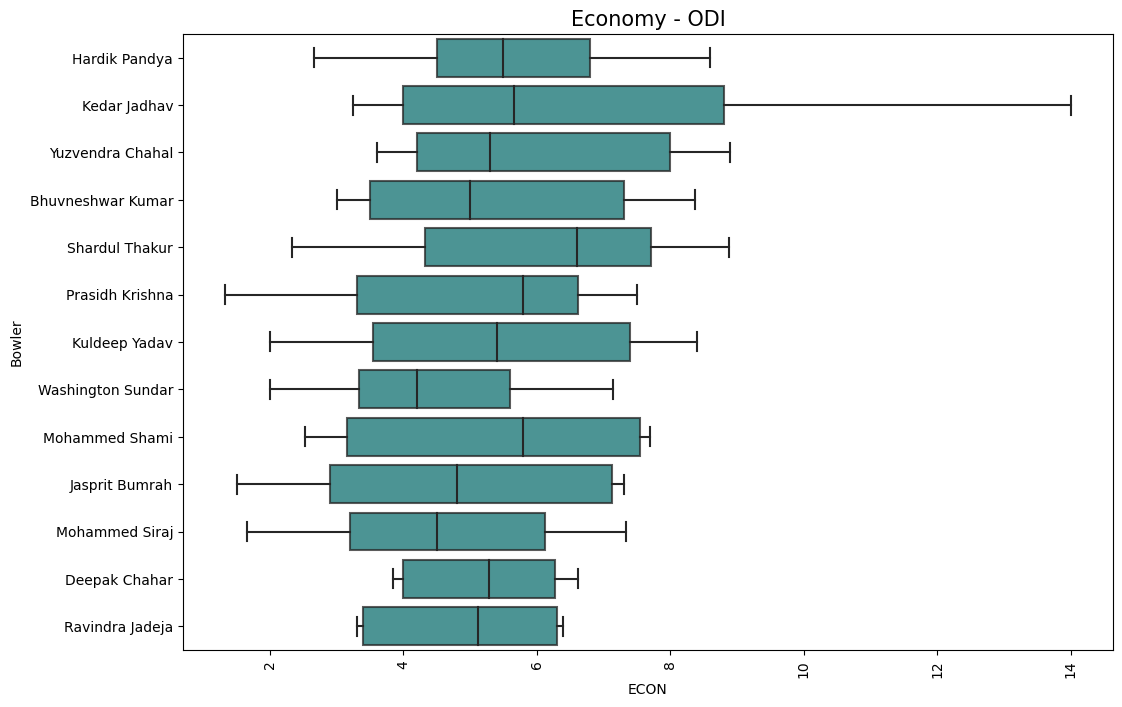 Economy - ODI
Bowler
Hardik Pandya
Kedar Jadhav
Yuzvendra Chahal
Bhuvneshwar Kumar
Shardul Thakur
Prasidh Krishna
Kuldeep Yadav
Washington Sundar
Mohammed Shami
Jasprit Bumrah
Mohammed Siraj
Deepak Chahar
Ravindra Jadeja
2 4 6 8 10 12 14
ECON